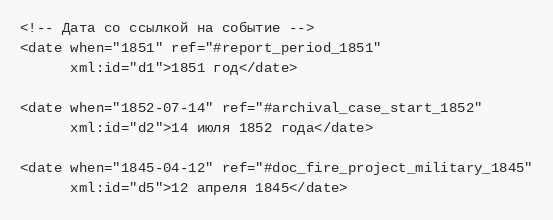 <!-- Дата со ссылкой на событие -->
<date when="1851" ref="#report_period_1851"
xml:id="d1">1851 год</date>
<date when="1852-07-14" ref="#archival_case_start_1852"
xml:id="d2">14 июля 1852 года</date>
<date when="1845-04-12" ref="#doc_fire_project_military_1845"
xml:id="d5">12 апреля 1845</date>